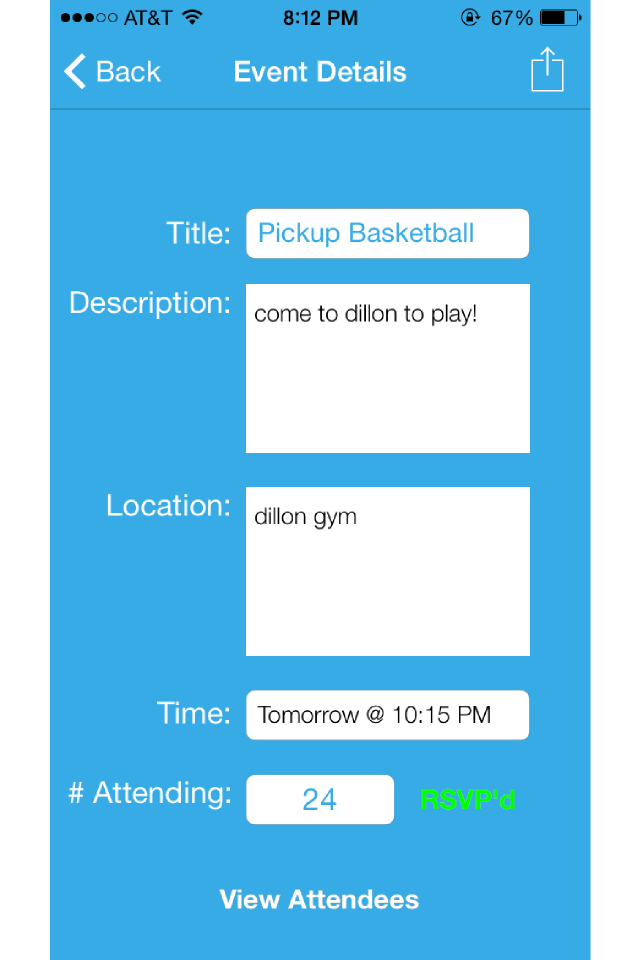 AT&T 8:12 PM 67%
Back Event Details
Title: Pickup Basketball
Description: come to dillon to play!
Location: dillon gym
Time: Tomorrow @ 10:15 PM
# Attending: 24 RSVP'd
View Attendees